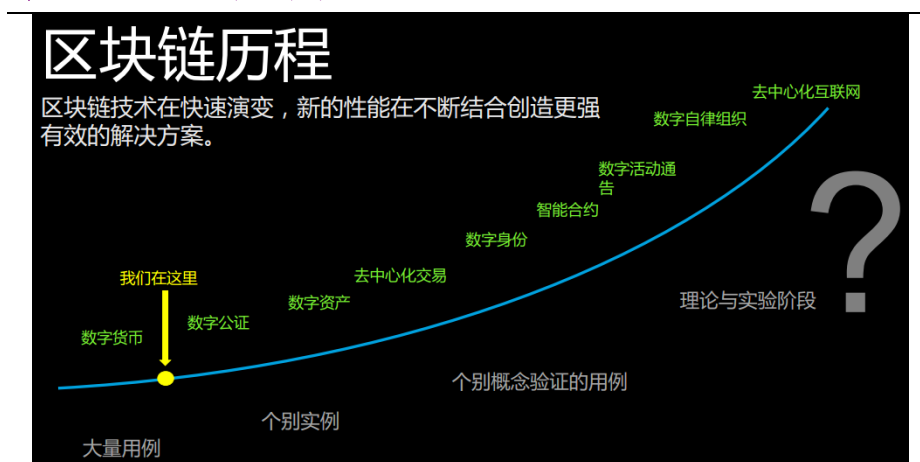 区块链历程
区块链技术在快速演变，新的性能在不断结合创造更强
有效的解决方案。
去中心化互联网
数字自律组织
数字活动通
告
智能合约
数字身份
去中心化交易
我们在这里
数字资产
数字公证
数字货币
?
理论与实验阶段
个别概念验证的用例
个别实例
大量用例